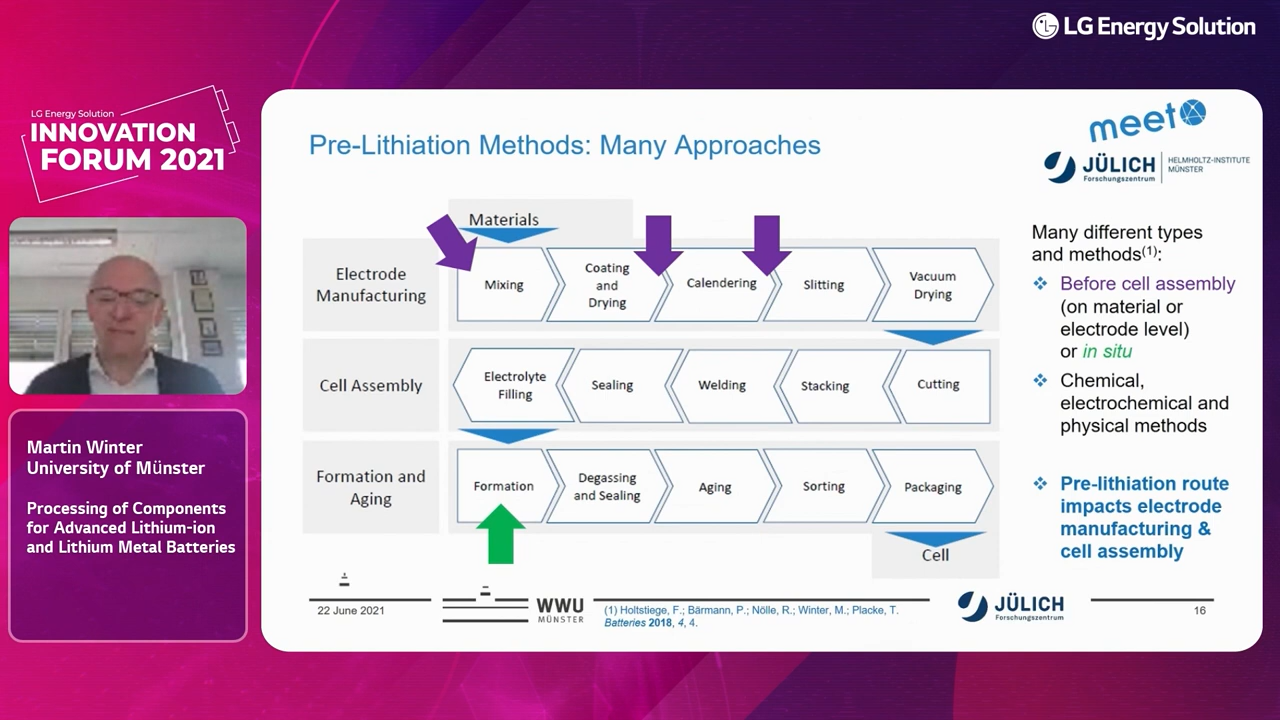 LG Energy Solution
LG Energy Solution
INNOVATION
FORUM 2021
Martin Winter
University of Münster
Processing of Components
for Advanced Lithium-ion
and Lithium Metal Batteries
Pre-Lithiation Methods: Many Approaches
meet
JÜLICH
Forschungszentrum
HELMHOLTZ-INSTITUTE
MÜNSTER
Materials
Electrode
Manufacturing
Mixing
Coating
and
Drying
Calendering
Slitting
Vacuum
Drying
Cell Assembly
Electrolyte
Filling
Sealing
Welding
Stacking
Cutting
Formation and
Aging
Formation
Degassing
and Sealing
Aging
Sorting
Packaging
Cell
Many different types
and methods(1):
❖ Before cell assembly
(on material or
electrode level)
or in situ
❖ Chemical,
electrochemical and
physical methods
❖ Pre-lithiation route
impacts electrode
manufacturing &
cell assembly
22 June 2021
WWU
MÜNSTER
(1) Holtstiege, F.; Bärmann, P.; Nölle, R.; Winter, M.; Placke, T.
Batteries 2018, 4, 4.
JÜLICH
Forschungszentrum
16